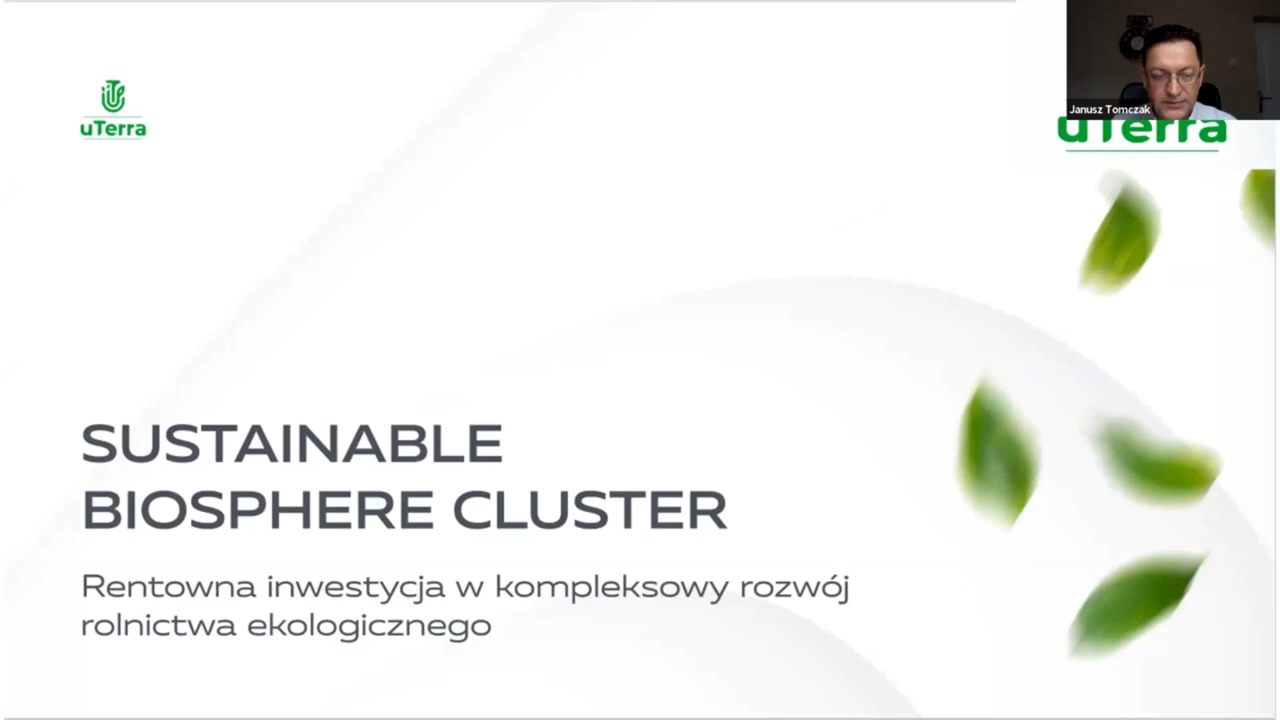 uTerra
Janusz Tomczak
uTerra
SUSTAINABLE
BIOSPHERE CLUSTER
Rentowna inwestycja w kompleksowy rozwój
rolnictwa ekologicznego